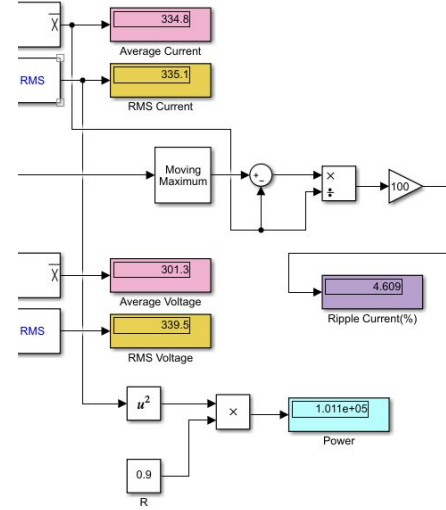 X
334.8
Average Current
RMS
335.1
RMS Current
Moving
Maximum
+
−
×
÷
100
X
301.3
Average Voltage
4.609
Ripple Current(%)
RMS
339.5
RMS Voltage
u²
×
1.011e+05
Power
0.9
R